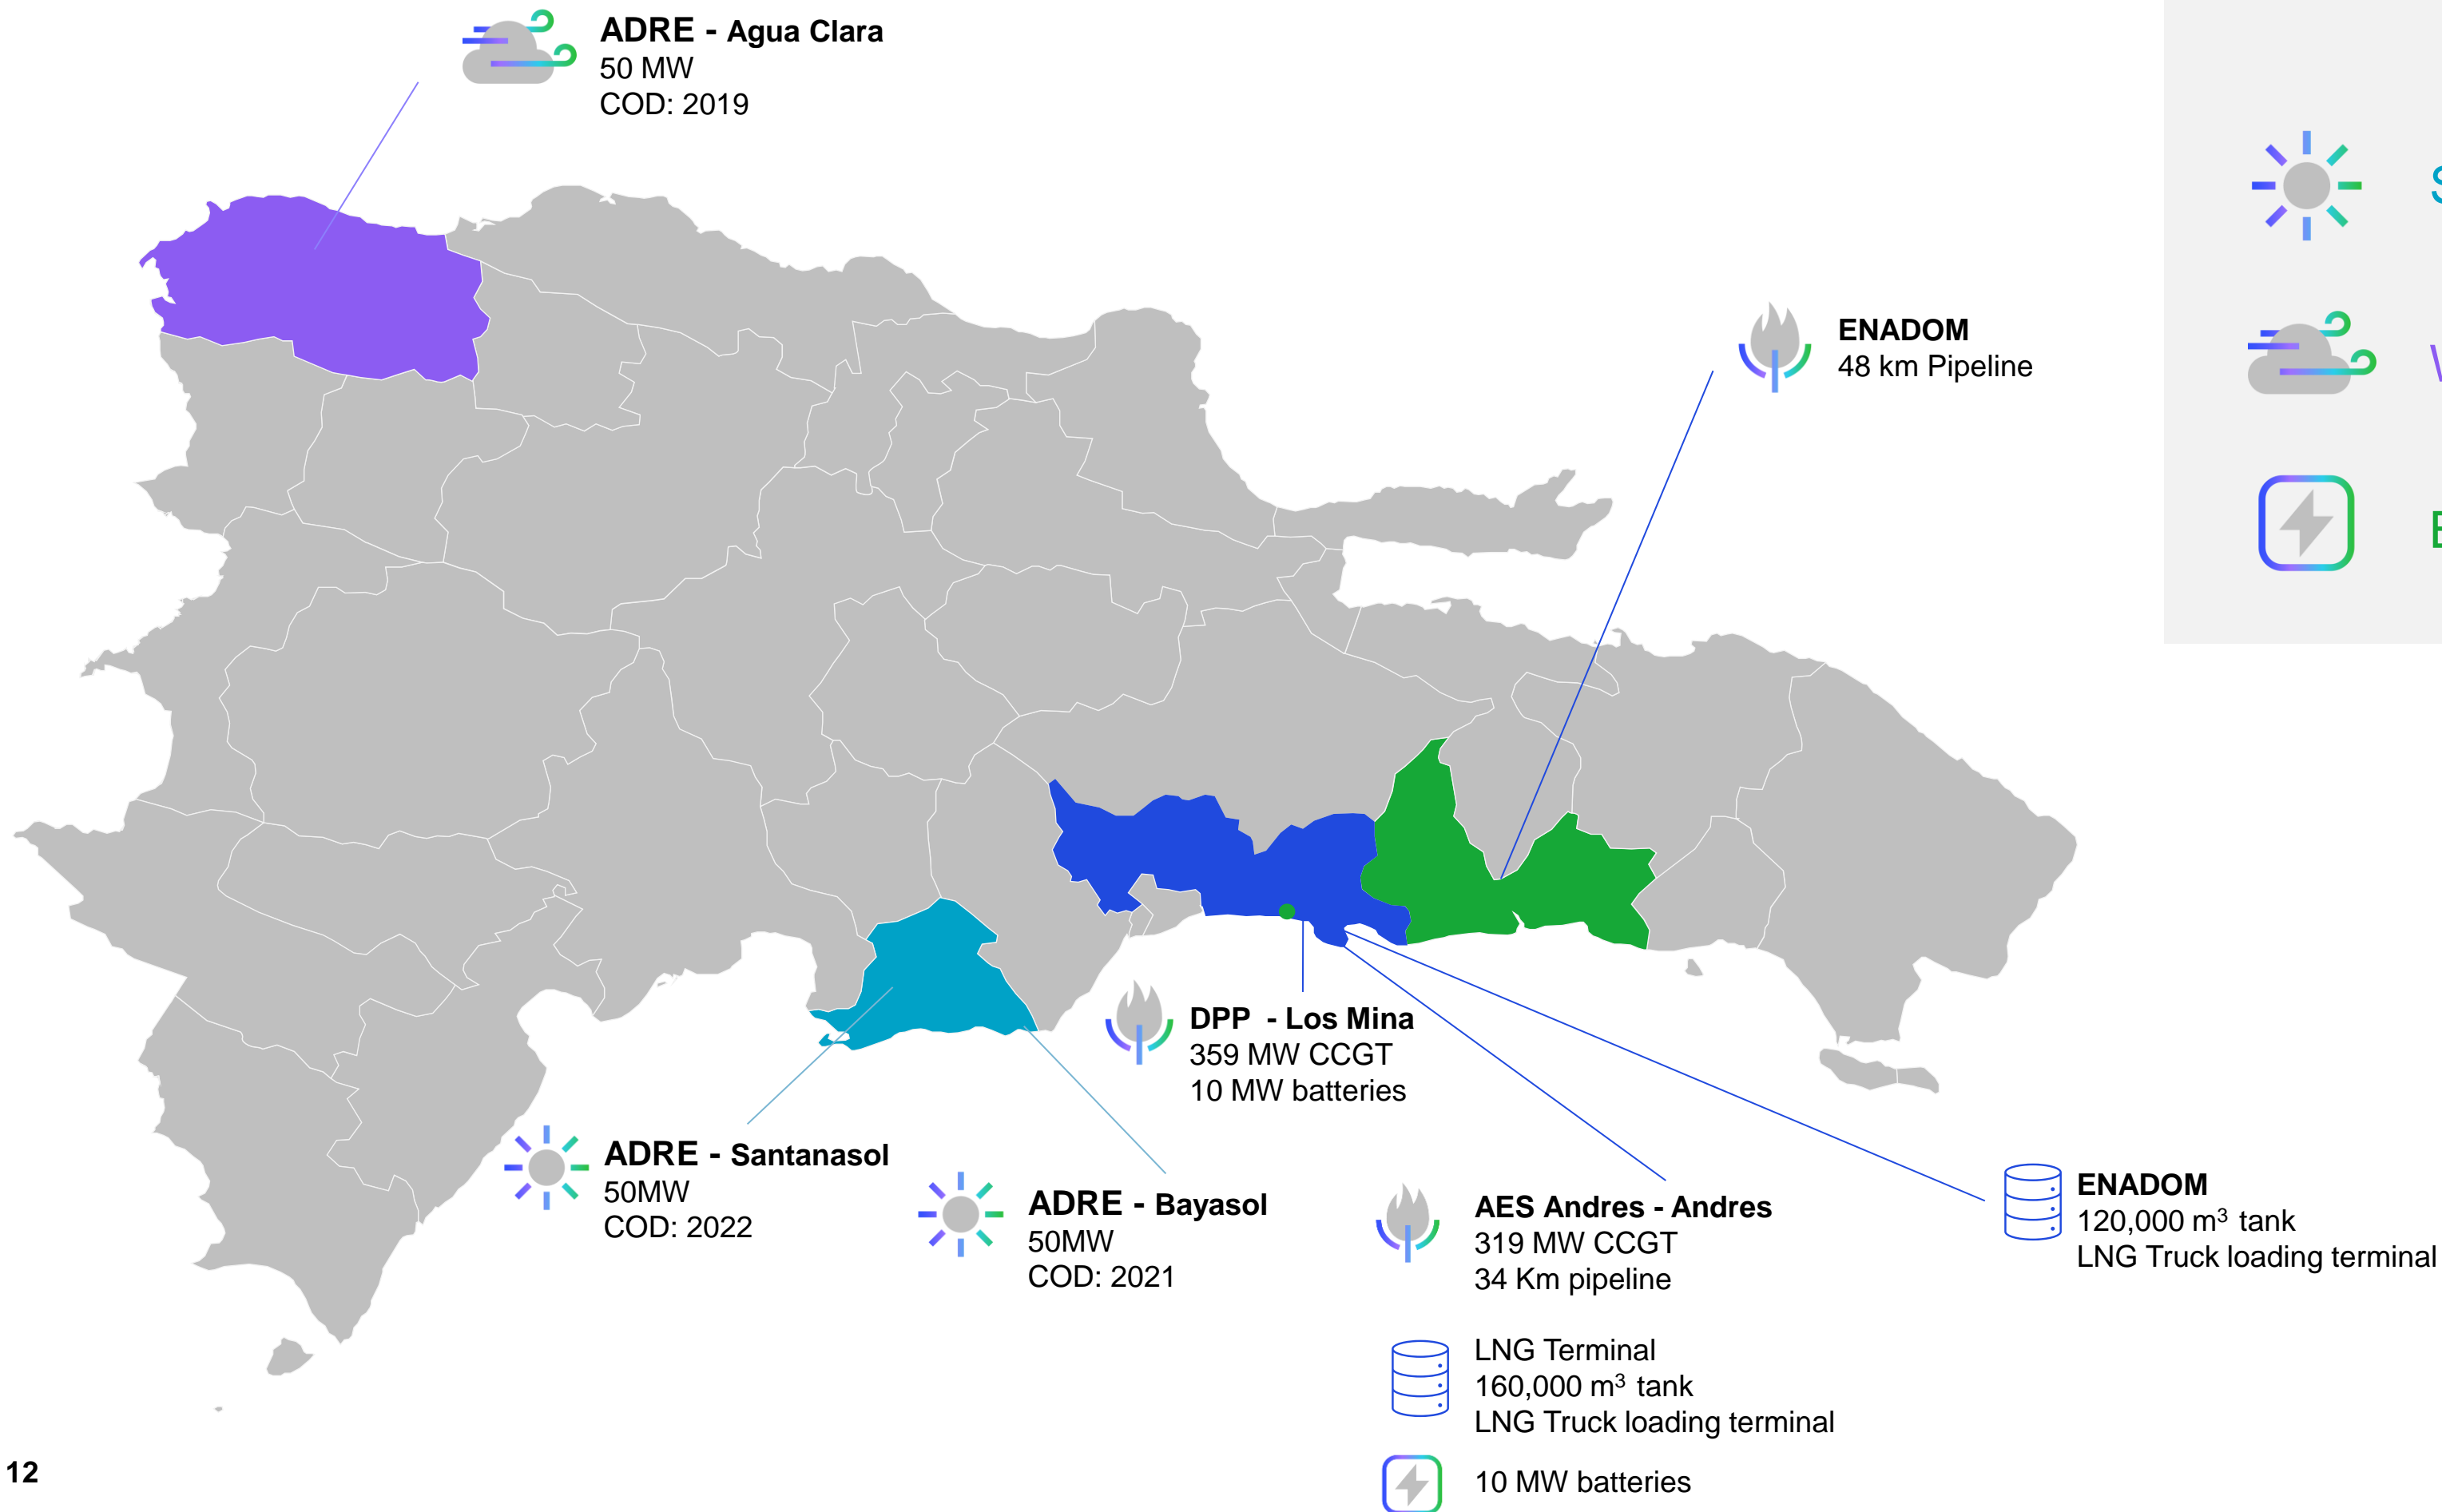 ADRE - Agua Clara
50 MW
COD: 2019
ENADOM
48 km Pipeline
DPP - Los Mina
359 MW CCGT
10 MW batteries
ADRE - Santanasol
50MW
COD: 2022
ADRE - Bayasol
50MW
COD: 2021
AES Andres - Andres
319 MW CCGT
34 Km pipeline
LNG Terminal
160,000 m³ tank
LNG Truck loading terminal
10 MW batteries
ENADOM
120,000 m³ tank
LNG Truck loading terminal
12